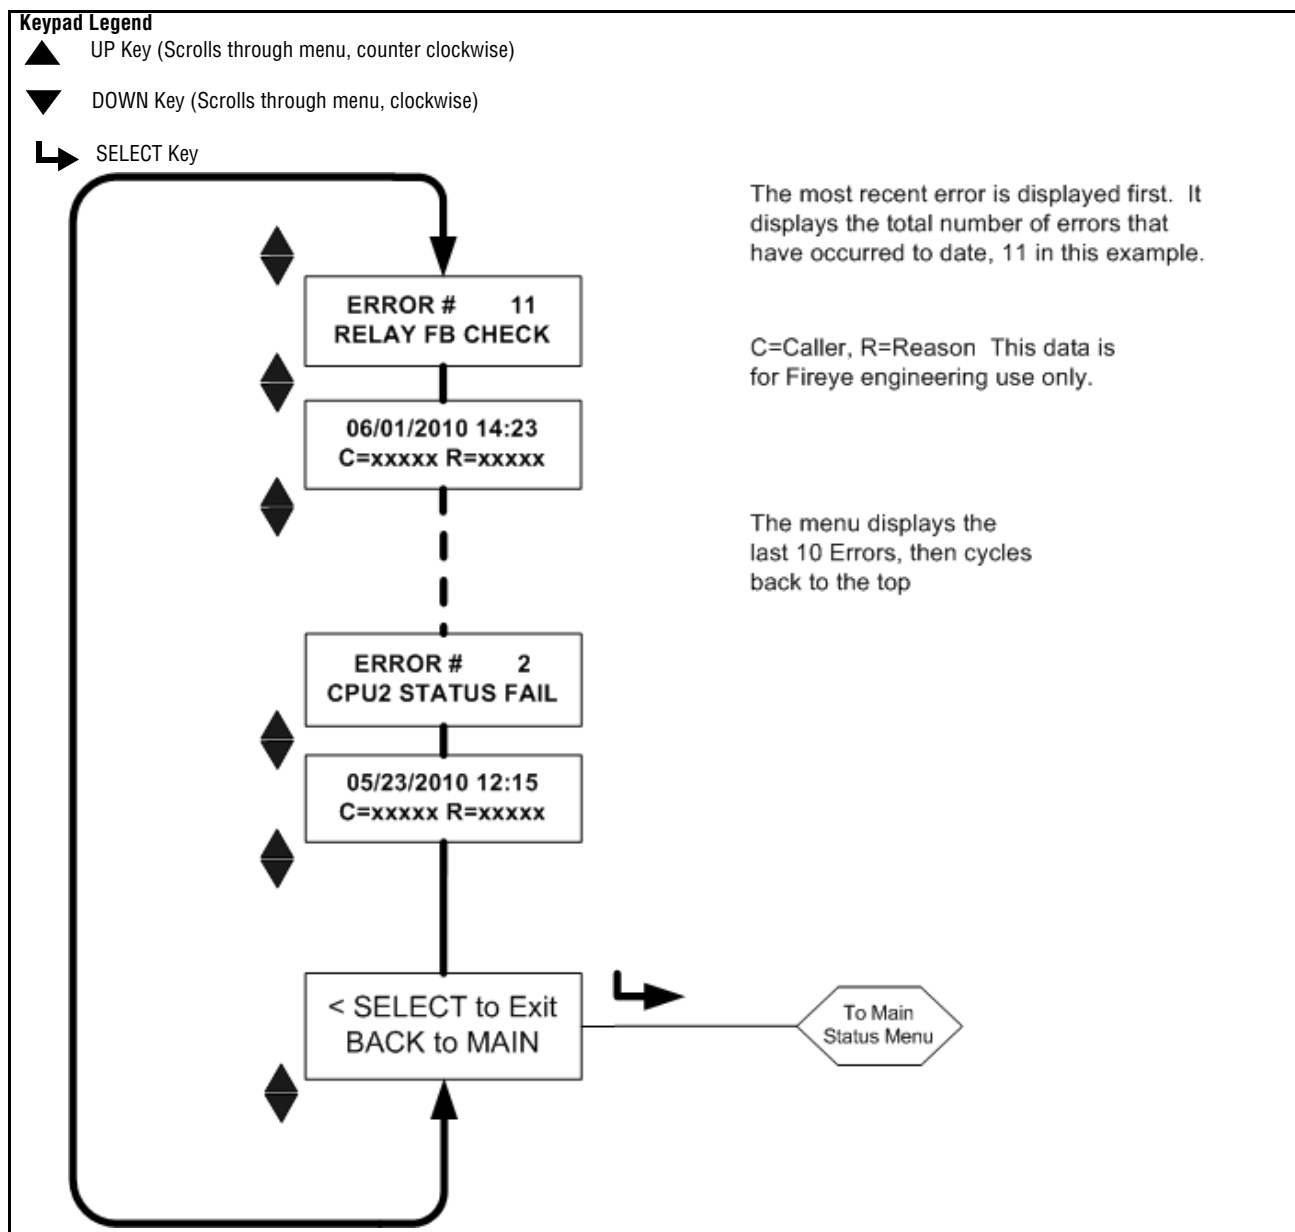 Keypad Legend
UP Key (Scrolls through menu, counter clockwise)
DOWN Key (Scrolls through menu, clockwise)
SELECT Key
The most recent error is displayed first. It
displays the total number of errors that
have occurred to date, 11 in this example.
ERROR # 11
RELAY FB CHECK
C=Caller, R=Reason This data is
for Fireye engineering use only.
06/01/2010 14:23
C=xxxxx R=xxxxx
The menu displays the
last 10 Errors, then cycles
back to the top
ERROR # 2
CPU2 STATUS FAIL
05/23/2010 12:15
C=xxxxx R=xxxxx
< SELECT to Exit
BACK to MAIN
To Main
Status Menu